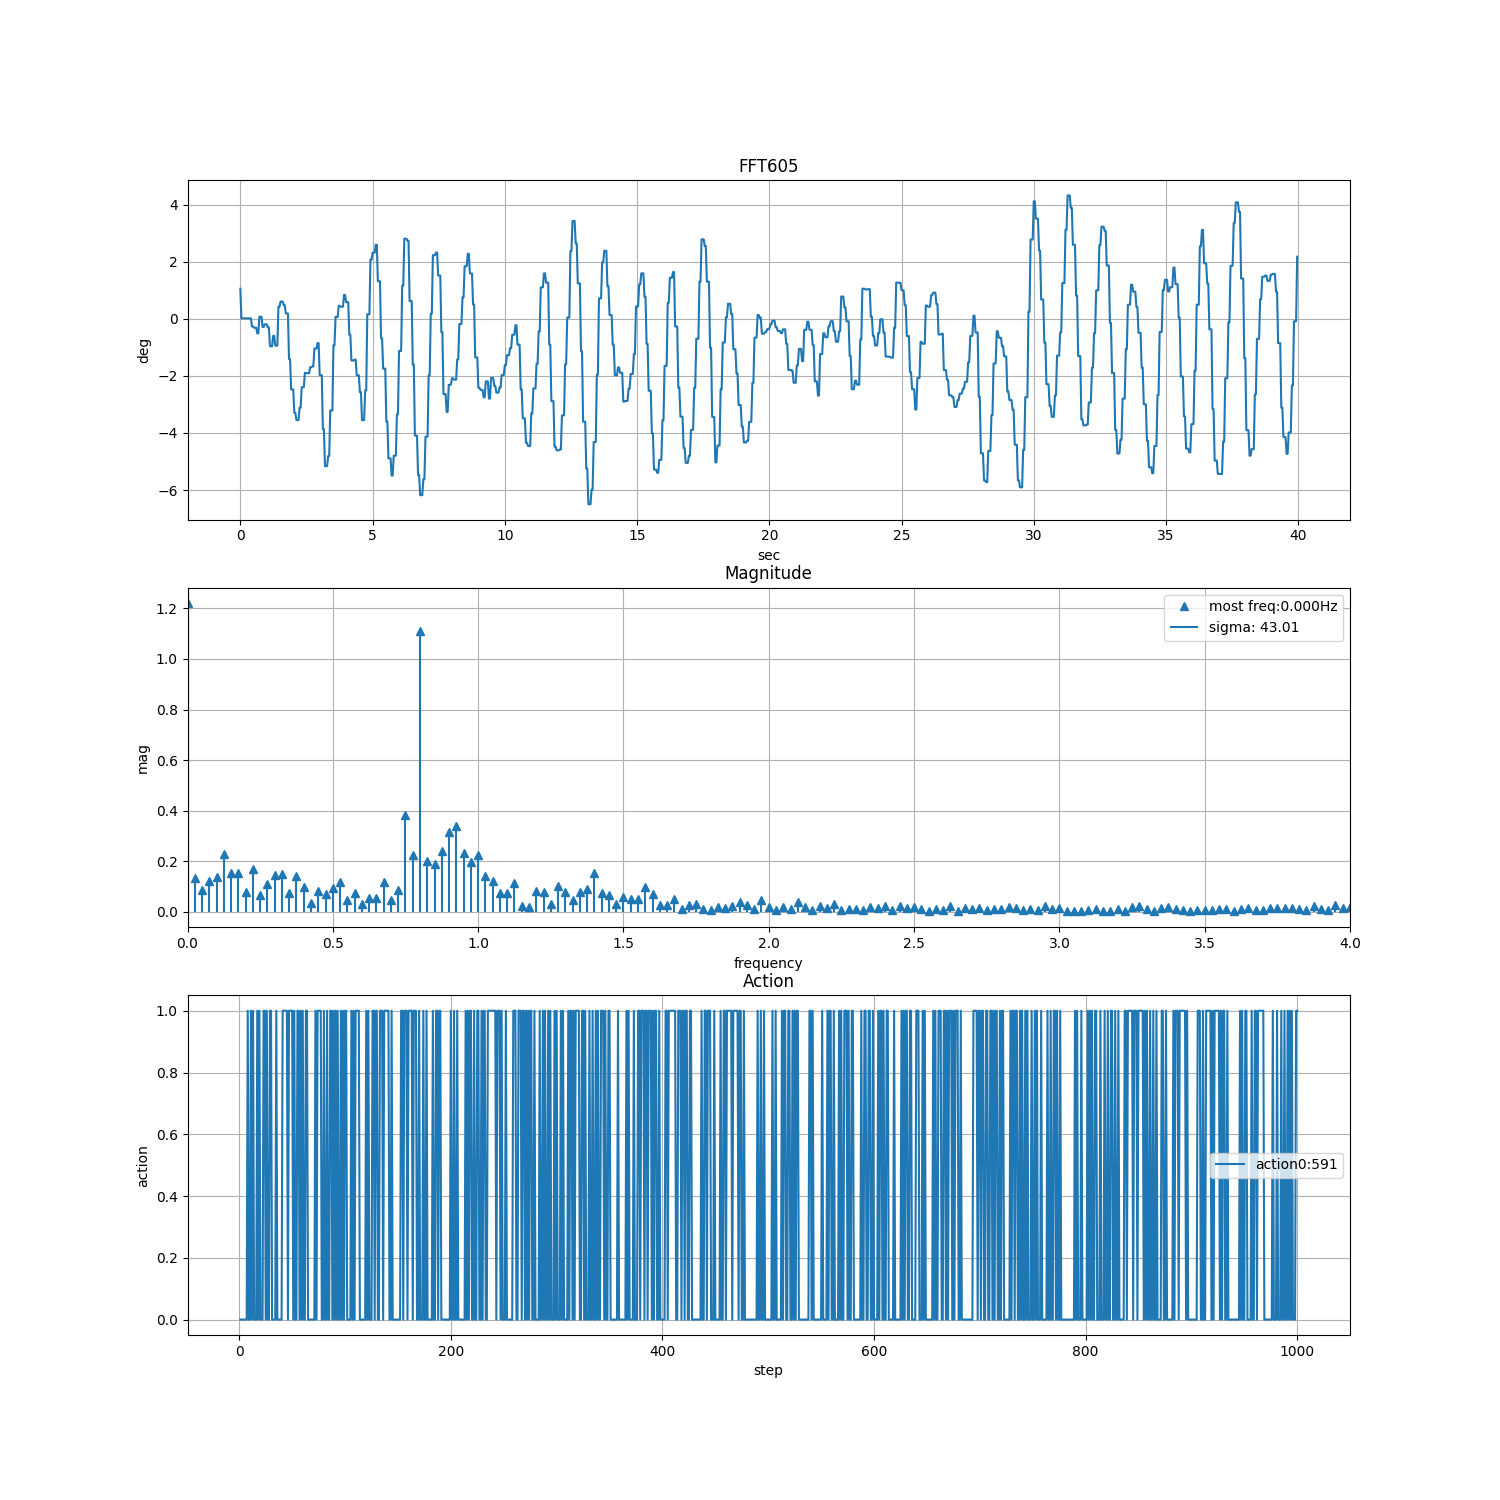 FFT605
4
2
0
−2
−4
−6
deg
0 5 10 15 20 25 30 35 40
sec
Magnitude
1.2
1.0
0.8
0.6
0.4
0.2
0.0
mag
most freq:0.000Hz
sigma: 43.01
0.0 0.5 1.0 1.5 2.0 2.5 3.0 3.5 4.0
frequency
Action
1.0
0.8
0.6
0.4
0.2
0.0
action
action0:591
0 200 400 600 800 1000
step